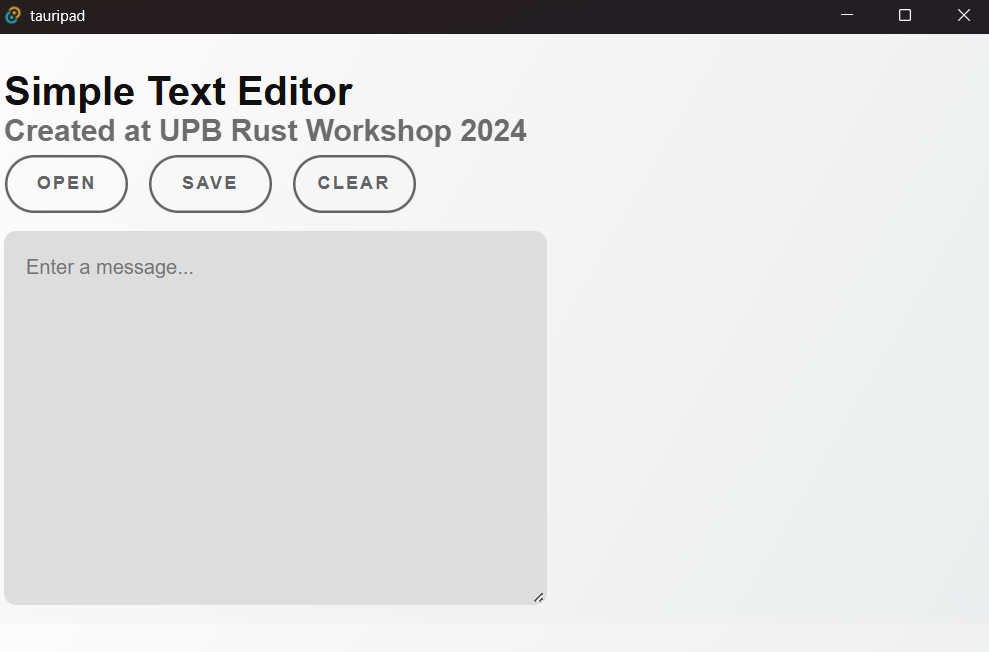 tauripad
Simple Text Editor
Created at UPB Rust Workshop 2024
OPEN SAVE CLEAR
Enter a message...